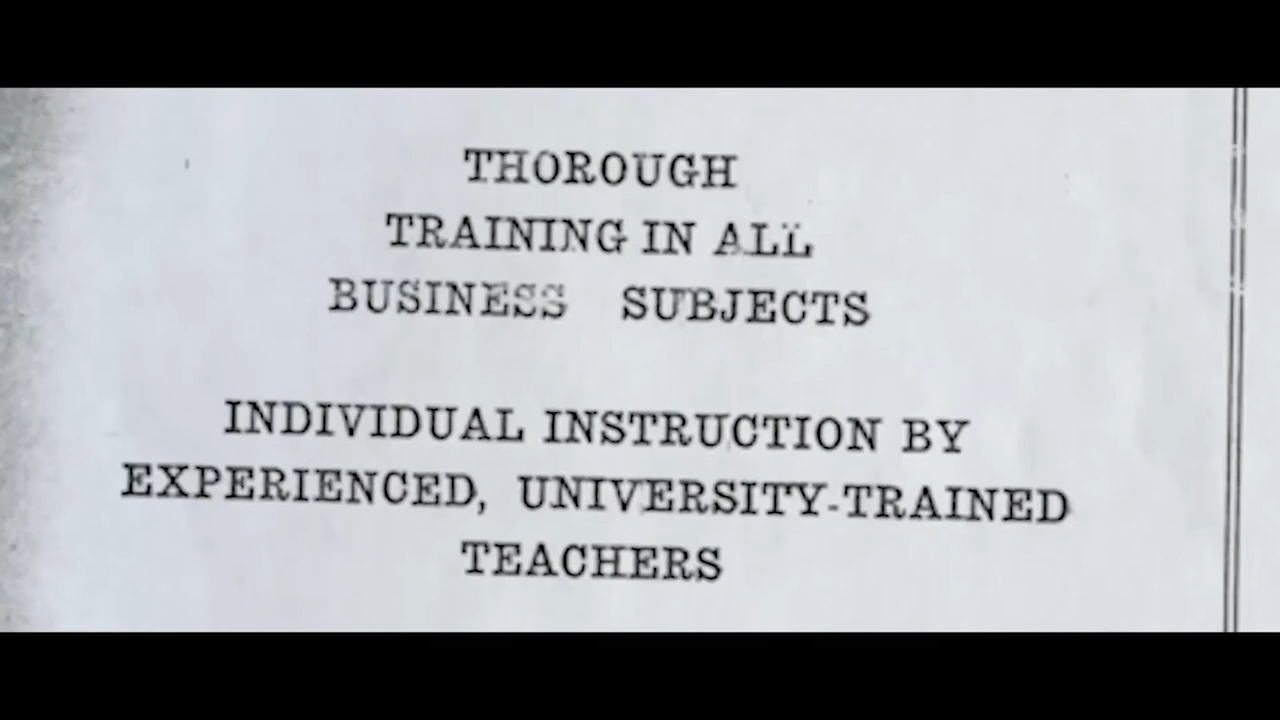 THOROUGH
TRAINING IN ALL
BUSINESS SUBJECTS
INDIVIDUAL INSTRUCTION BY
EXPERIENCED, UNIVERSITY-TRAINED
TEACHERS